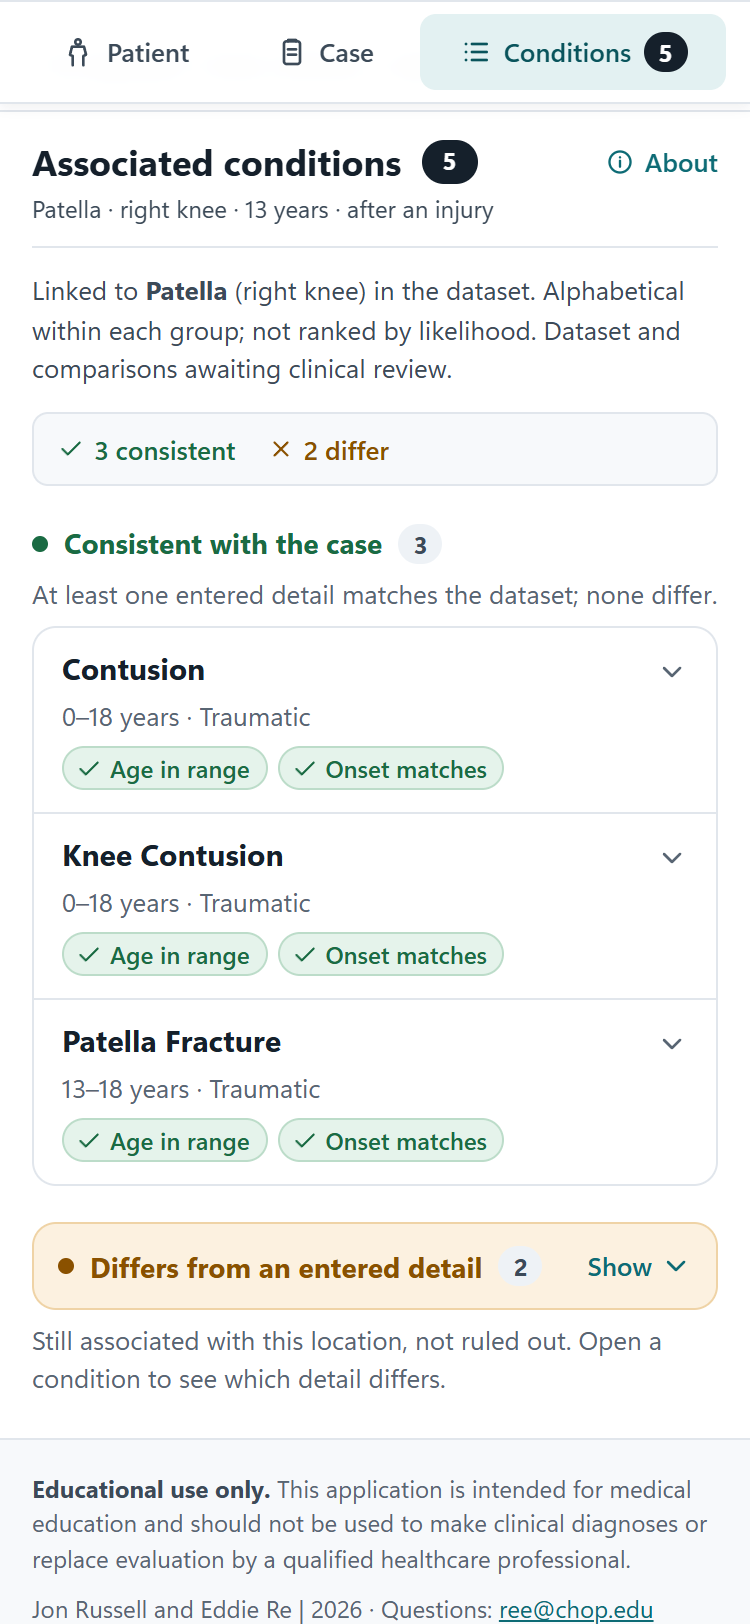 Patient
Case
Conditions 5
Associated conditions 5
About
Patella · right knee · 13 years · after an injury
Linked to Patella (right knee) in the dataset. Alphabetical
within each group; not ranked by likelihood. Dataset and
comparisons awaiting clinical review.
3 consistent
2 differ
Consistent with the case 3
At least one entered detail matches the dataset; none differ.
Contusion
0–18 years · Traumatic
Age in range
Onset matches
Knee Contusion
0–18 years · Traumatic
Age in range
Onset matches
Patella Fracture
13–18 years · Traumatic
Age in range
Onset matches
Differs from an entered detail 2
Show
Still associated with this location, not ruled out. Open a
condition to see which detail differs.
Educational use only. This application is intended for medical
education and should not be used to make clinical diagnoses or
replace evaluation by a qualified healthcare professional.
Jon Russell and Eddie Re | 2026 · Questions: ree@chop.edu